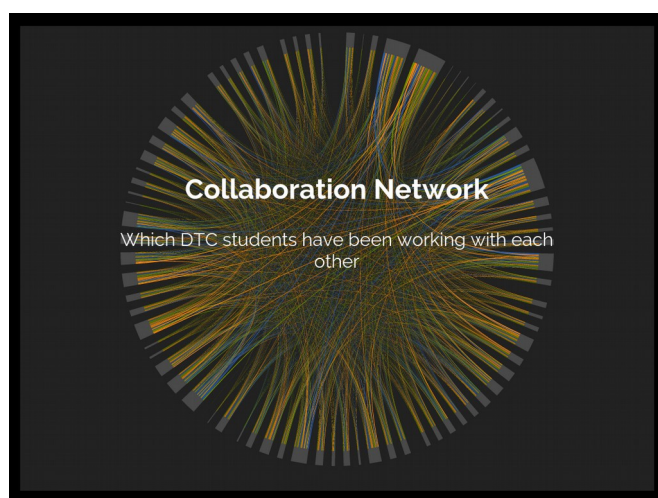 Collaboration Network
Which DTC students have been working with each
other